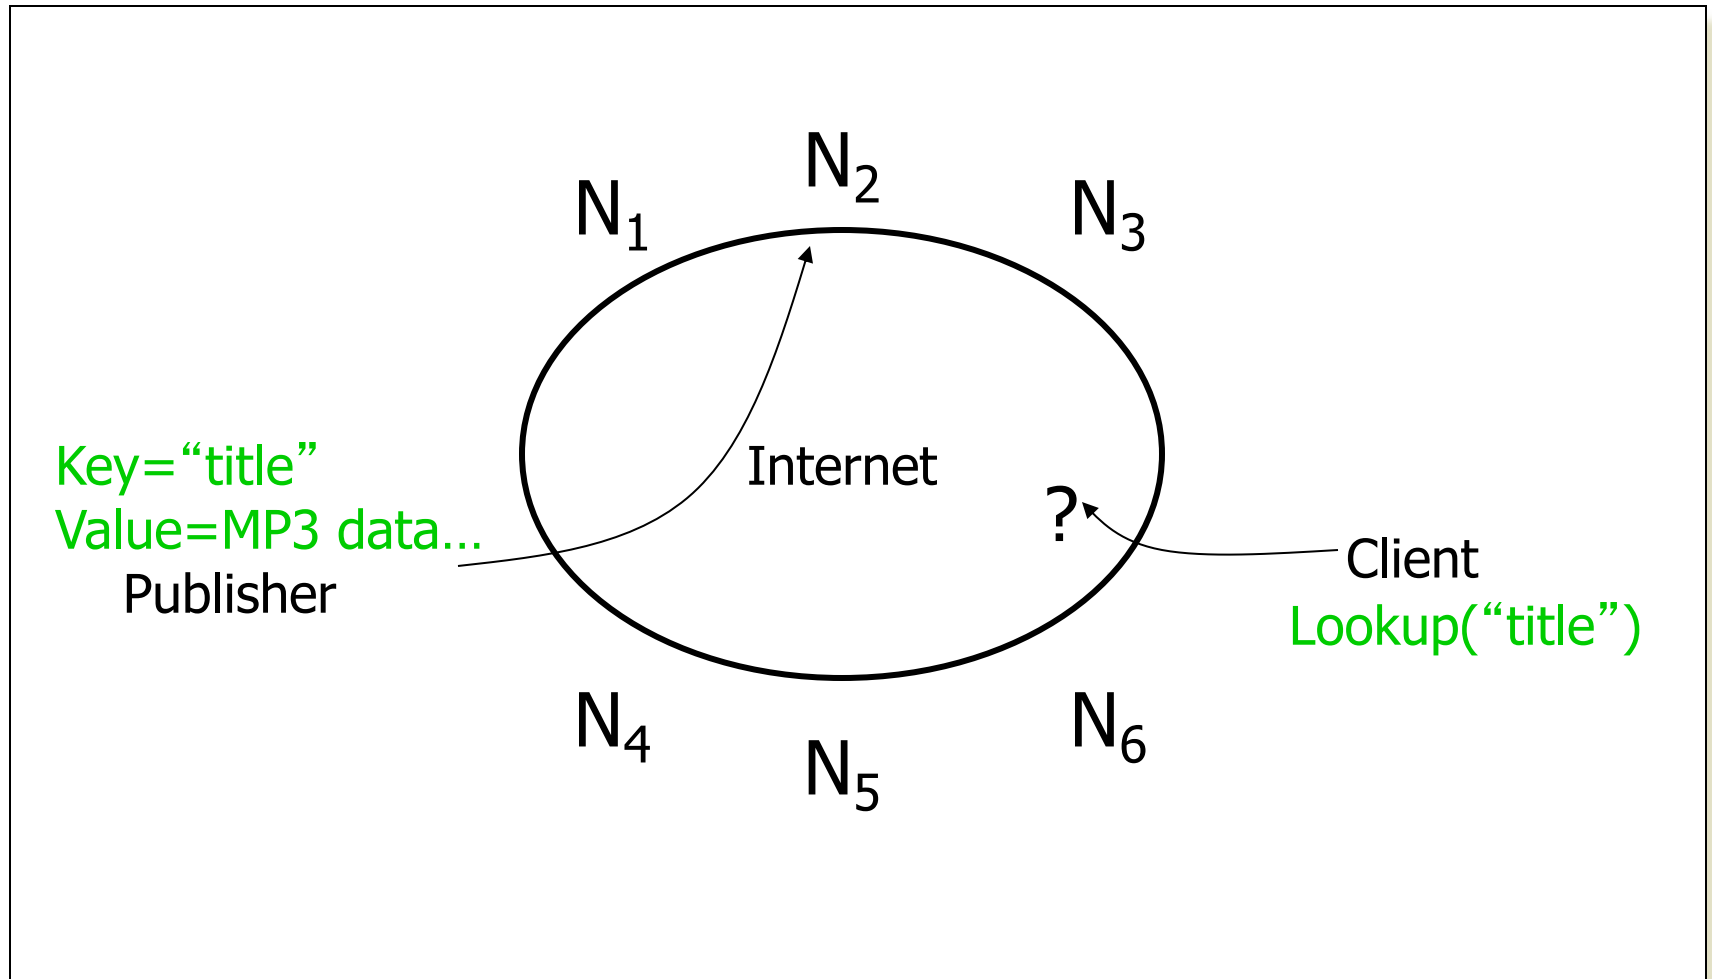 N₂
N₁
N₃
Key=“title”
Internet
Value=MP3 data…
?
Client
Publisher
Lookup(“title”)
N₄
N₆
N₅